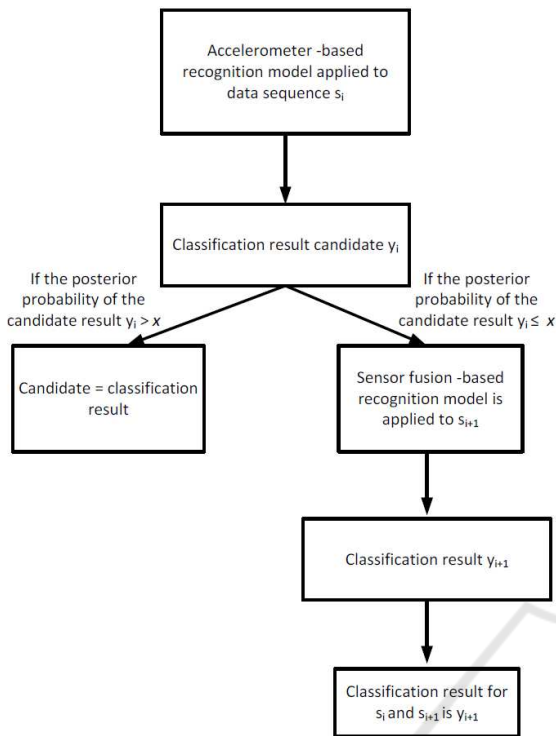 Accelerometer -based
recognition model applied to
data sequence sᵢ
Classification result candidate yᵢ
If the posterior
probability of the
candidate result yᵢ > x
If the posterior
probability of the
candidate result yᵢ ≤ x
Candidate = classification
result
Sensor fusion -based
recognition model is
applied to sᵢ₊₁
Classification result yᵢ₊₁
Classification result for
sᵢ and sᵢ₊₁ is yᵢ₊₁